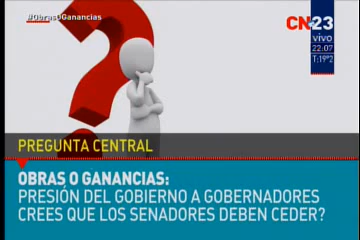 #ObrasOGanancias
CN23
vivo
22:07
T:19°2
PREGUNTA CENTRAL
OBRAS O GANANCIAS:
PRESIÓN DEL GOBIERNO A GOBERNADORES
CREES QUE LOS SENADORES DEBEN CEDER?